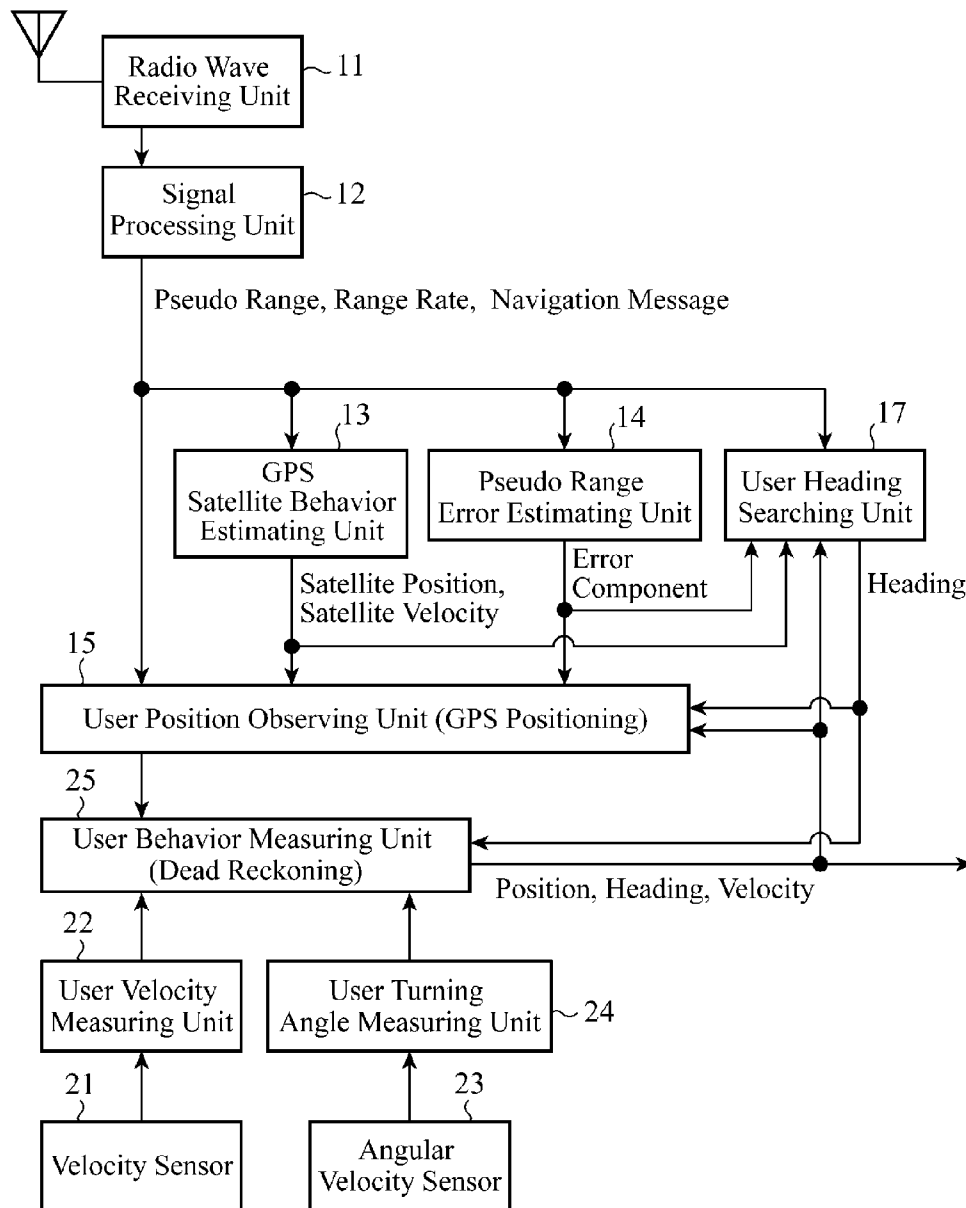 Radio Wave
Receiving Unit
11
Signal
Processing Unit
12
Pseudo Range, Range Rate, Navigation Message
13
GPS
Satellite Behavior
Estimating Unit
14
Pseudo Range
Error Estimating Unit
17
User Heading
Searching Unit
Satellite Position,
Satellite Velocity
Error
Component
Heading
15
User Position Observing Unit (GPS Positioning)
25
User Behavior Measuring Unit
(Dead Reckoning)
Position, Heading, Velocity
22
User Velocity
Measuring Unit
User Turning
Angle Measuring Unit
24
21
Velocity Sensor
23
Angular
Velocity Sensor